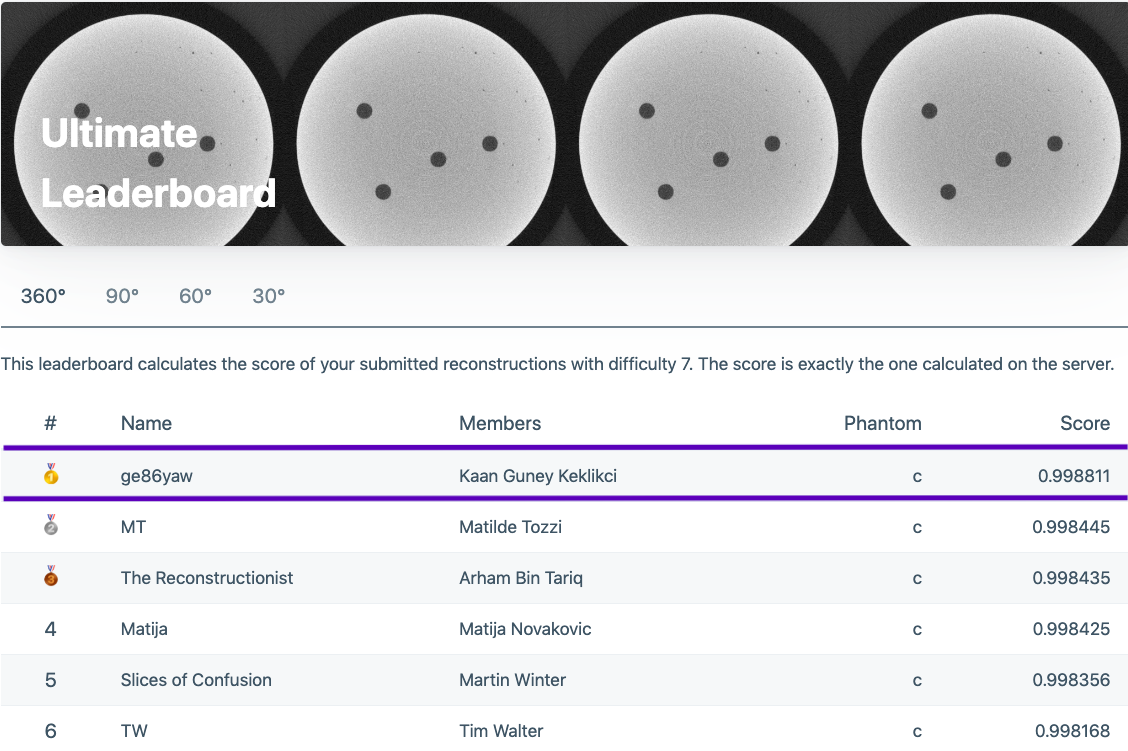 Ultimate
Leaderboard
360° 90° 60° 30°
This leaderboard calculates the score of your submitted reconstructions with difficulty 7. The score is exactly the one calculated on the server.
# Name Members Phantom Score
1 ge86yaw Kaan Guney Keklikci c 0.998811
2 MT Matilde Tozzi c 0.998445
3 The Reconstructionist Arham Bin Tariq c 0.998435
4 Matija Matija Novakovic c 0.998425
5 Slices of Confusion Martin Winter c 0.998356
6 TW Tim Walter c 0.998168